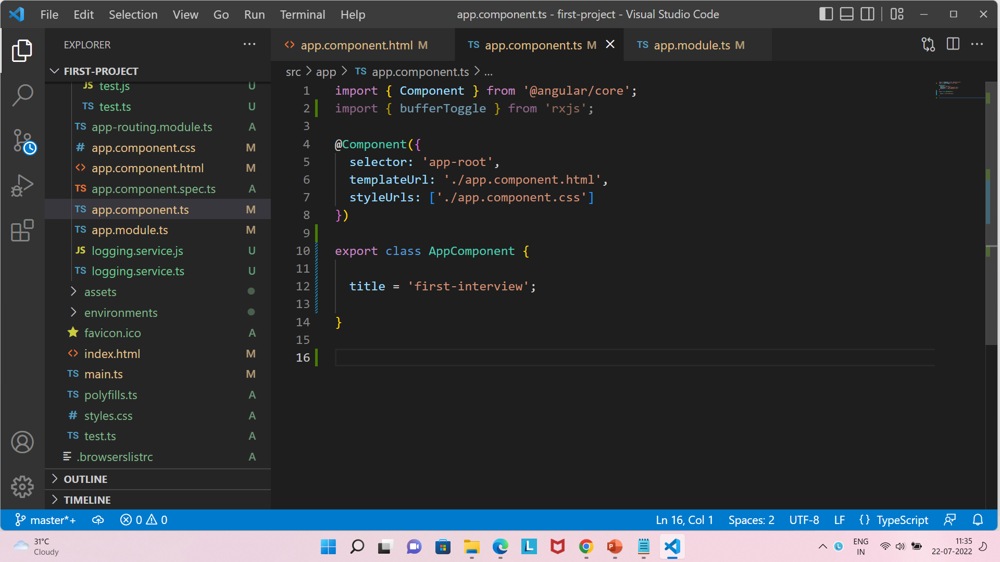 File Edit Selection View Go Run Terminal Help
app.component.ts - first-project - Visual Studio Code
EXPLORER
FIRST-PROJECT
JS test.js U
TS test.ts U
TS app-routing.module.ts A
# app.component.css M
<> app.component.html M
TS app.component.spec.ts A
TS app.component.ts M
TS app.module.ts M
JS logging.service.js U
TS logging.service.ts U
assets
environments
favicon.ico A
<> index.html M
TS main.ts M
TS polyfills.ts A
# styles.css A
TS test.ts A
.browserslistrc A
OUTLINE
TIMELINE
<> app.component.html M
TS app.component.ts M
TS app.module.ts M
src > app > TS app.component.ts > ...
1 import { Component } from '@angular/core';
2 import { bufferToggle } from 'rxjs';
3
4 @Component({
5 selector: 'app-root',
6 templateUrl: './app.component.html',
7 styleUrls: ['./app.component.css']
8 })
9
10 export class AppComponent {
11
12 title = 'first-interview';
13
14 }
15
16
master*+ 0 0
Ln 16, Col 1 Spaces: 2 UTF-8 LF {} TypeScript
31°C
Cloudy
L
P
L
ENG
IN
11:35
22-07-2022